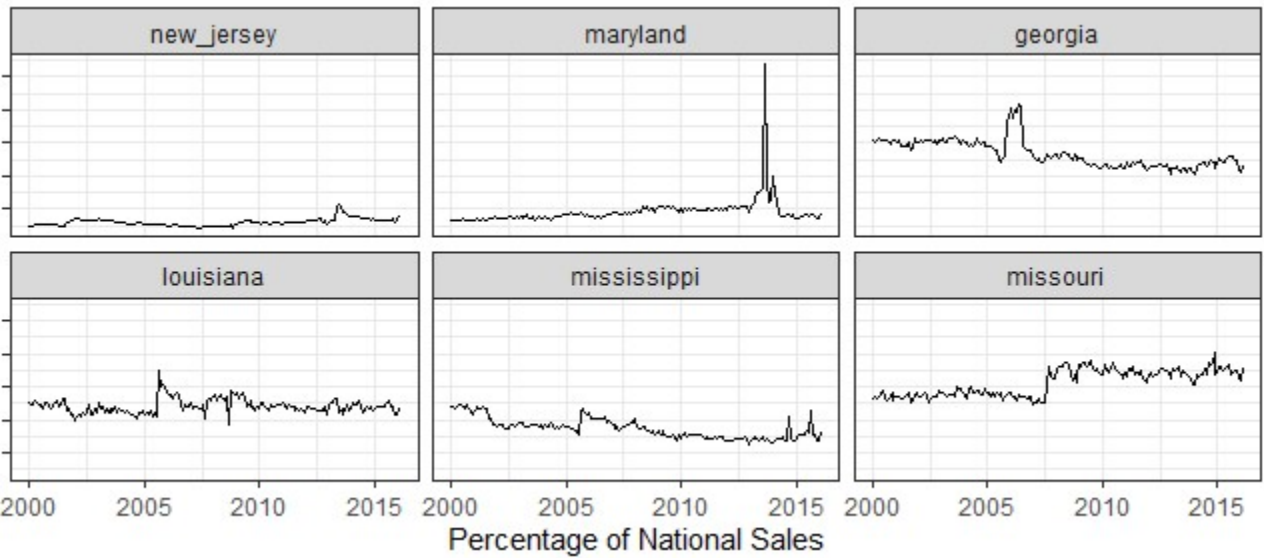 new_jersey maryland georgia
louisiana mississippi missouri
2000 2005 2010 2015 2000 2005 2010 2015 2000 2005 2010 2015
Percentage of National Sales